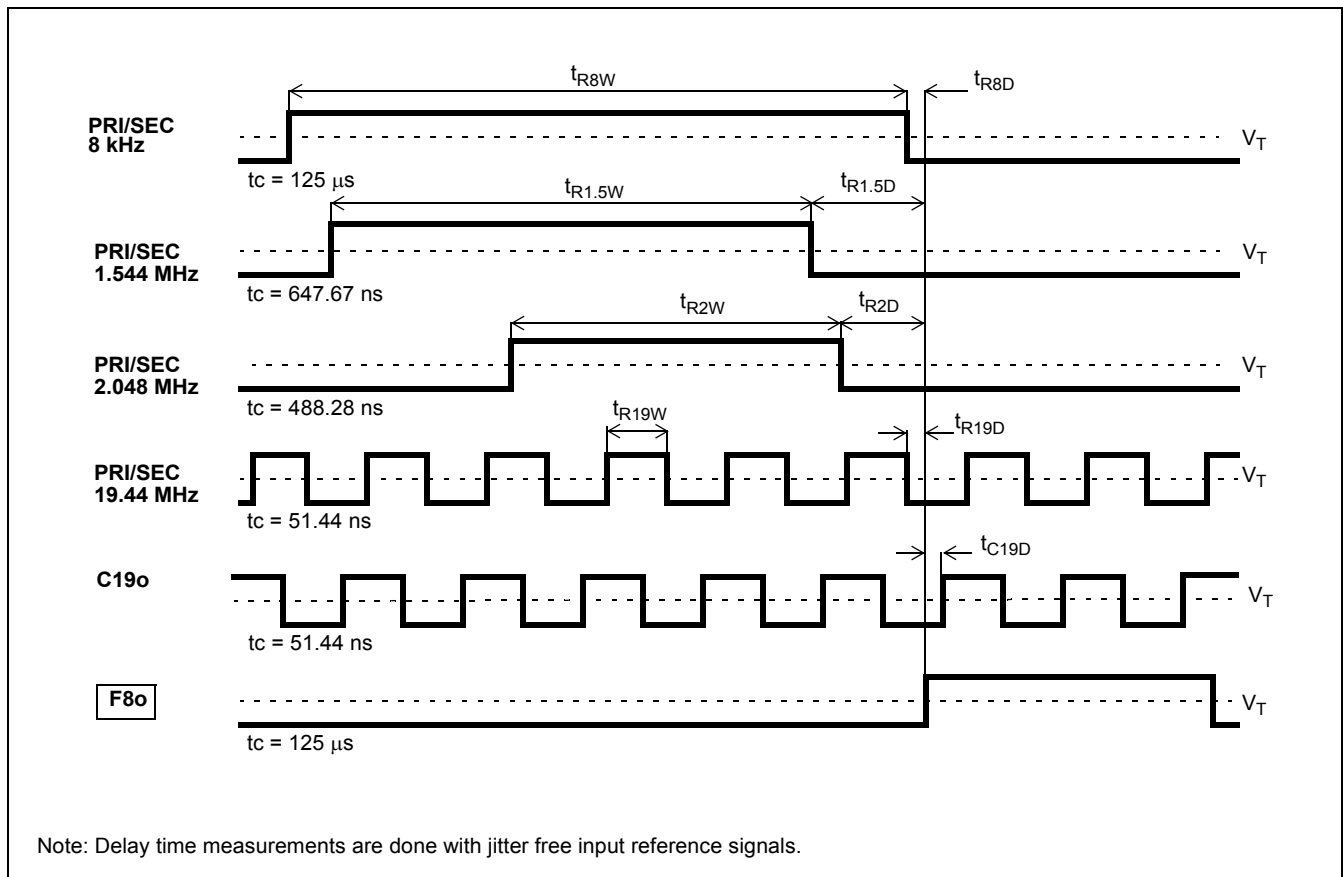 tR8W
tR8D
PRI/SEC
8 kHz
VT
tc = 125 μs
tR1.5W
tR1.5D
PRI/SEC
1.544 MHz
VT
tc = 647.67 ns
tR2W
tR2D
PRI/SEC
2.048 MHz
VT
tc = 488.28 ns
tR19W
tR19D
PRI/SEC
19.44 MHz
VT
tc = 51.44 ns
tC19D
C19o
VT
tc = 51.44 ns
F8o
VT
tc = 125 μs
Note: Delay time measurements are done with jitter free input reference signals.